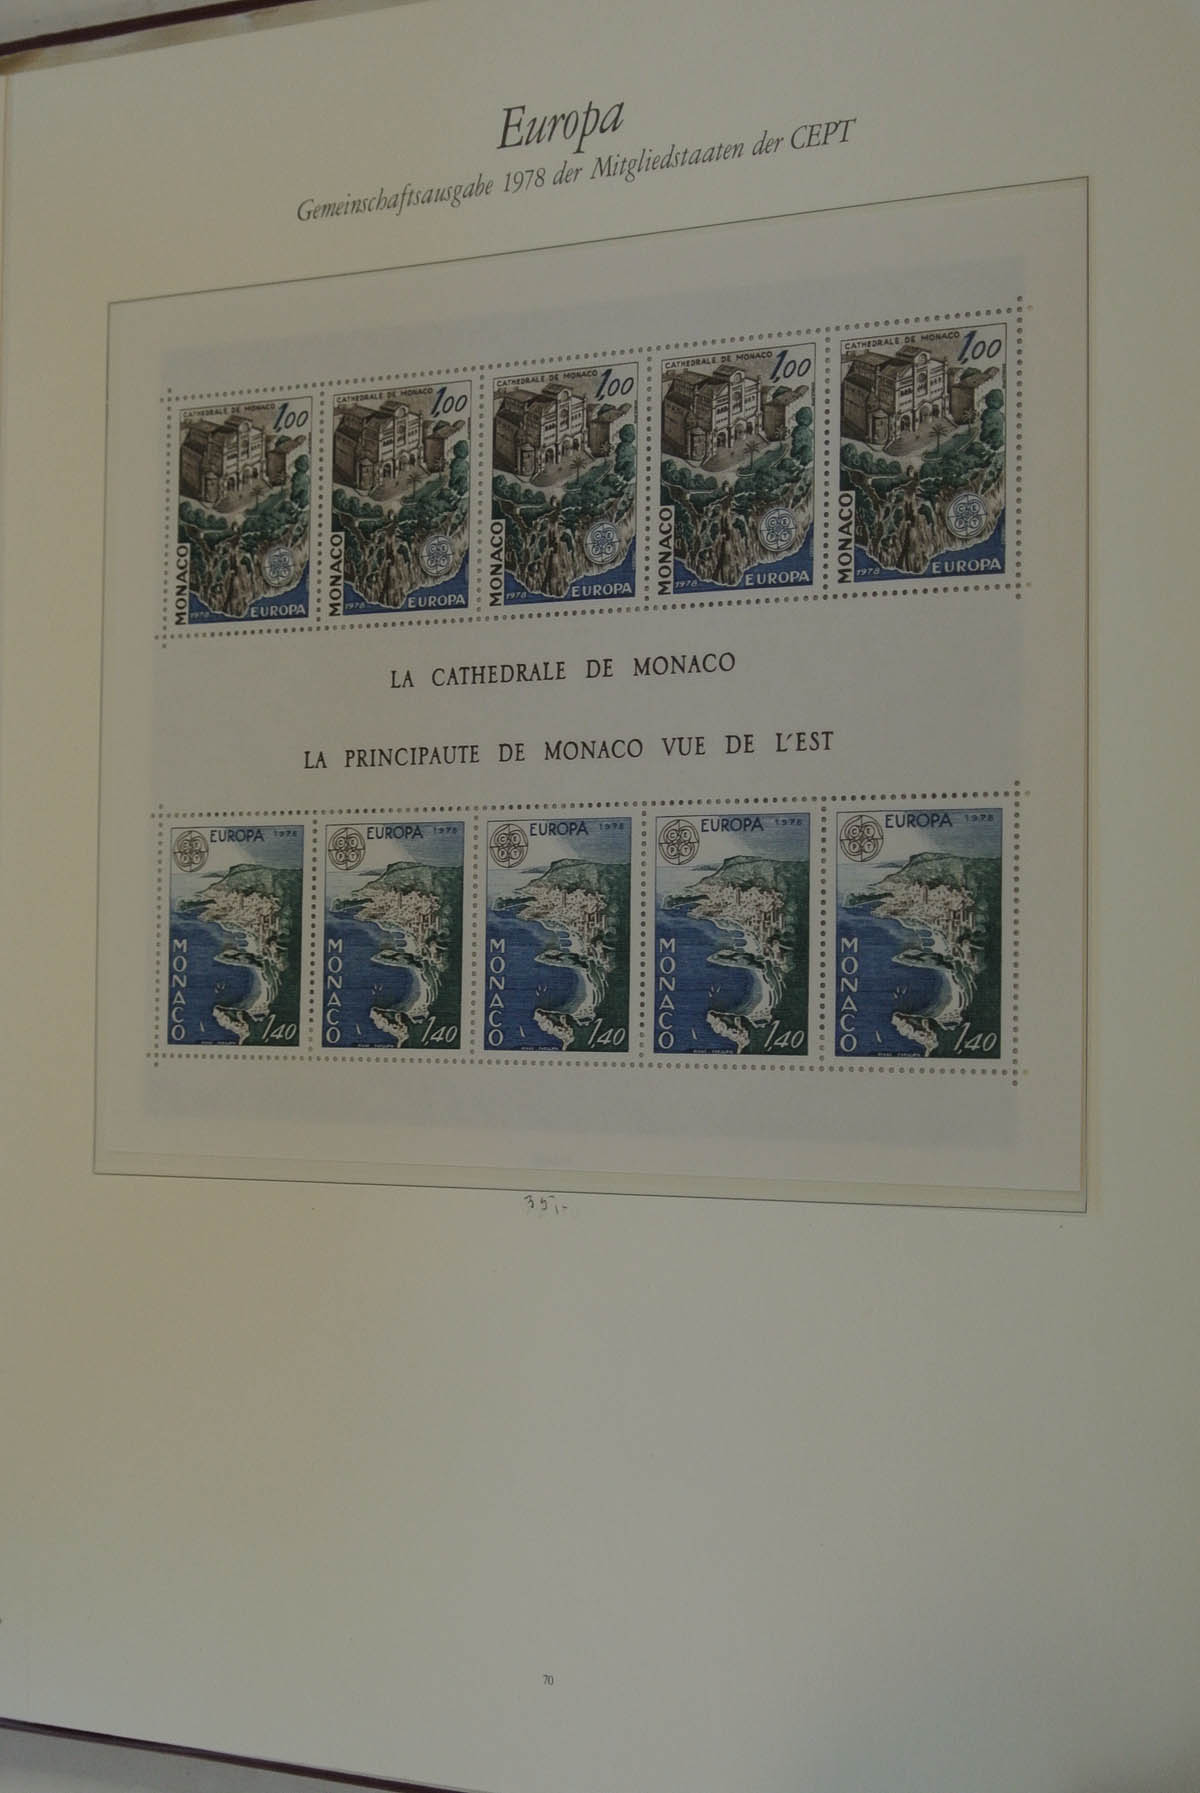 Europa
Gemeinschaftsausgabe 1978 der Mitgliedstaaten der CEPT
CATHEDRALE DE MONACO 1,00
MONACO 1978 EUROPA
CATHEDRALE DE MONACO 1,00
MONACO 1978 EUROPA
CATHEDRALE DE MONACO 1,00
MONACO 1978 EUROPA
CATHEDRALE DE MONACO 1,00
MONACO 1978 EUROPA
CATHEDRALE DE MONACO 1,00
MONACO 1978 EUROPA
LA CATHEDRALE DE MONACO
LA PRINCIPAUTE DE MONACO VUE DE L'EST
EUROPA 1978
MONACO 1,40
EUROPA 1978
MONACO 1,40
EUROPA 1978
MONACO 1,40
EUROPA 1978
MONACO 1,40
EUROPA 1978
MONACO 1,40
35,-
70